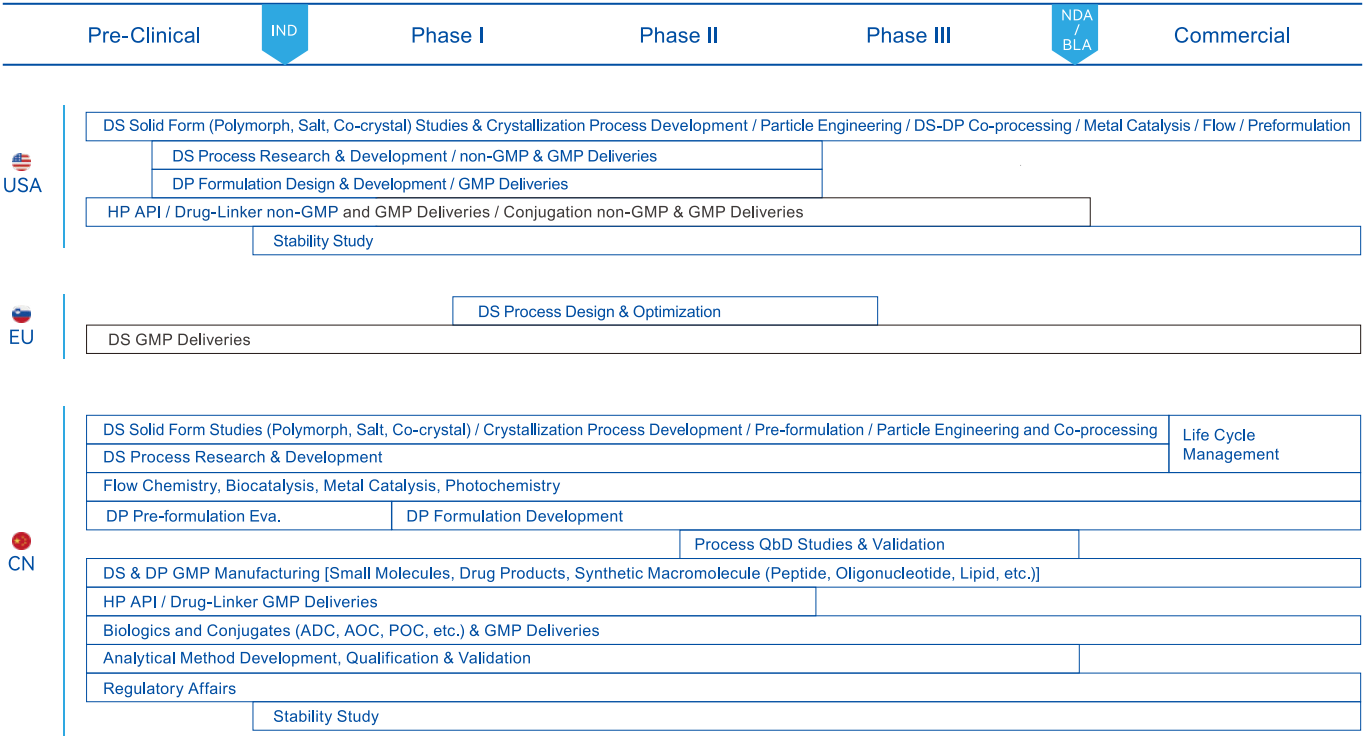 Pre-Clinical
IND
Phase I
Phase II
Phase III
NDA
/
BLA
Commercial
USA
DS Solid Form (Polymorph, Salt, Co-crystal) Studies & Crystallization Process Development / Particle Engineering / DS-DP Co-processing / Metal Catalysis / Flow / Preformulation
DS Process Research & Development / non-GMP & GMP Deliveries
DP Formulation Design & Development / GMP Deliveries
HP API / Drug-Linker non-GMP and GMP Deliveries / Conjugation non-GMP & GMP Deliveries
Stability Study
EU
DS Process Design & Optimization
DS GMP Deliveries
CN
DS Solid Form Studies (Polymorph, Salt, Co-crystal) / Crystallization Process Development / Pre-formulation / Particle Engineering and Co-processing
Life Cycle
Management
DS Process Research & Development
Flow Chemistry, Biocatalysis, Metal Catalysis, Photochemistry
DP Pre-formulation Eva.
DP Formulation Development
Process QbD Studies & Validation
DS & DP GMP Manufacturing [Small Molecules, Drug Products, Synthetic Macromolecule (Peptide, Oligonucleotide, Lipid, etc.)]
HP API / Drug-Linker GMP Deliveries
Biologics and Conjugates (ADC, AOC, POC, etc.) & GMP Deliveries
Analytical Method Development, Qualification & Validation
Regulatory Affairs
Stability Study